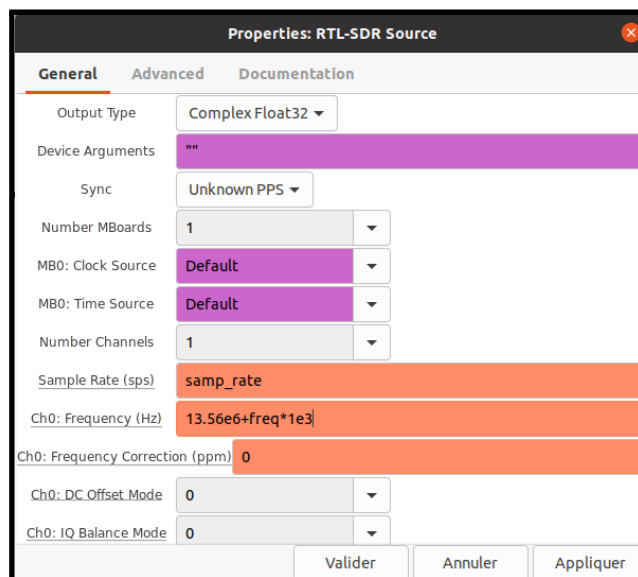 Properties: RTL-SDR Source
General Advanced Documentation
Output Type Complex Float32
Device Arguments ""
Sync Unknown PPS
Number MBoards 1
MB0: Clock Source Default
MB0: Time Source Default
Number Channels 1
Sample Rate (sps) samp_rate
Ch0: Frequency (Hz) 13.56e6+freq*1e3
Ch0: Frequency Correction (ppm) 0
Ch0: DC Offset Mode 0
Ch0: IQ Balance Mode 0
Valider Annuler Appliquer